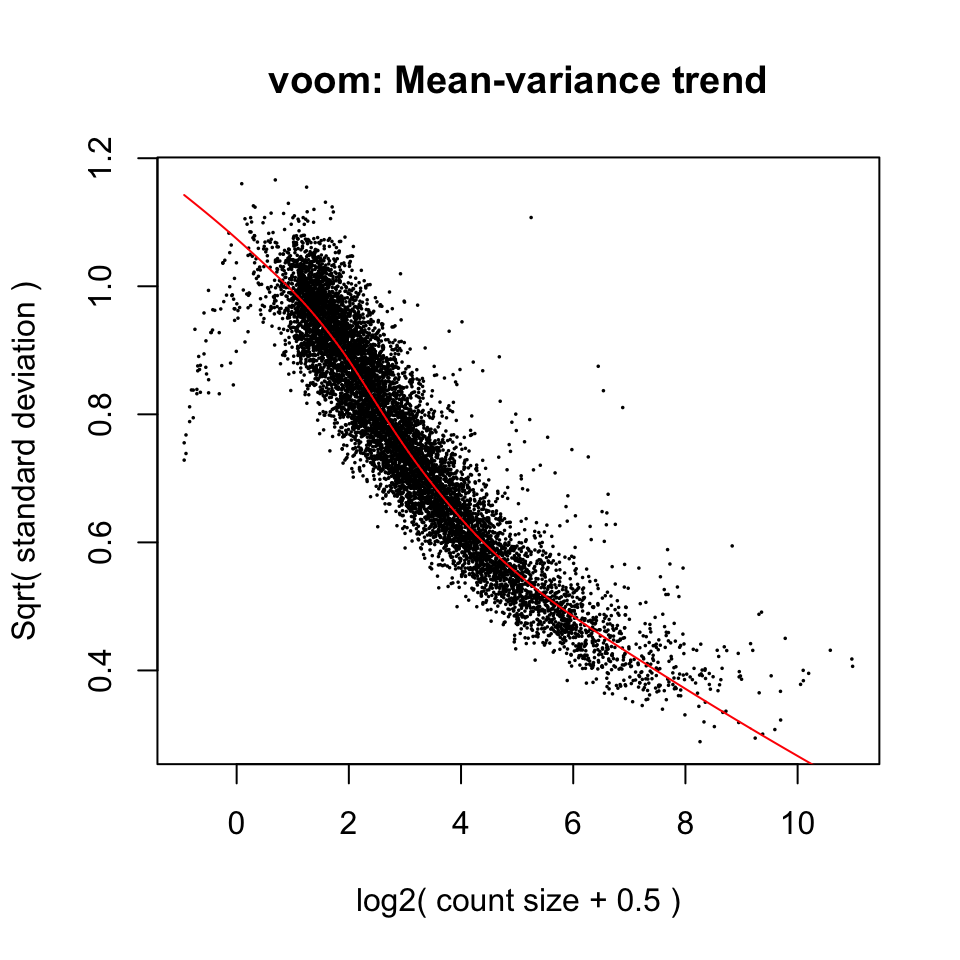 voom: Mean-variance trend
Sqrt( standard deviation )
1.2
1.0
0.8
0.6
0.4
0 2 4 6 8 10
log2( count size + 0.5 )